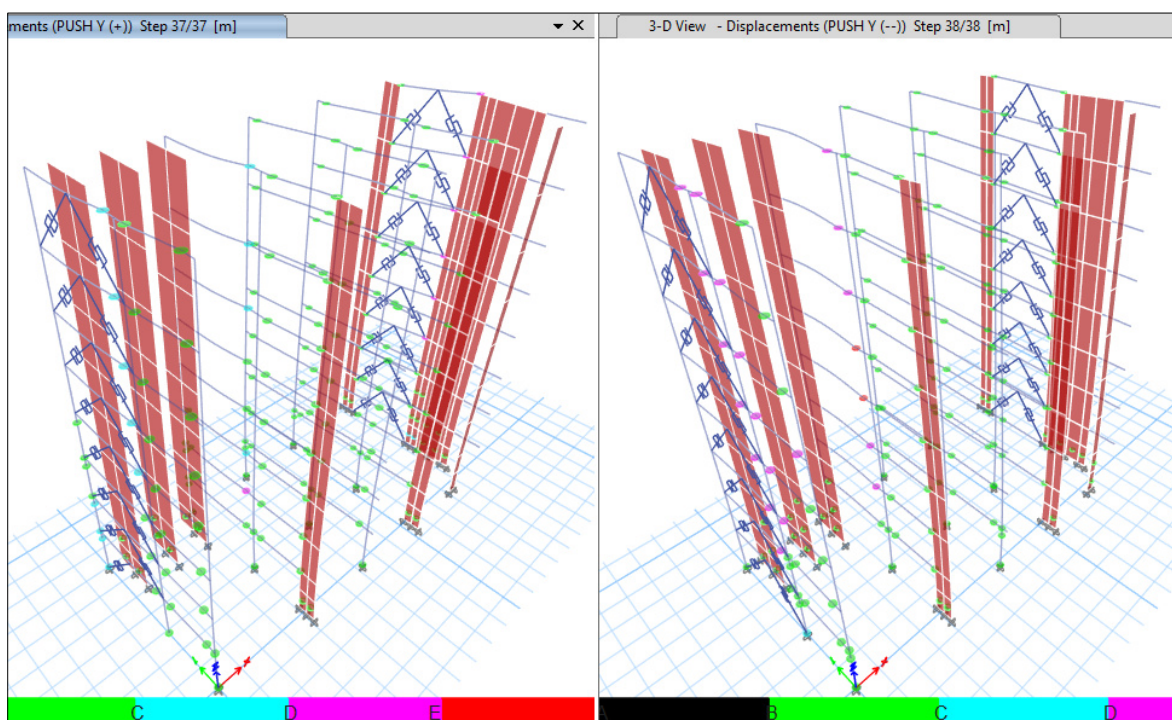 ments (PUSH Y (+)) Step 37/37 [m]
3-D View - Displacements (PUSH Y (--)) Step 38/38 [m]
C D E
A B C D